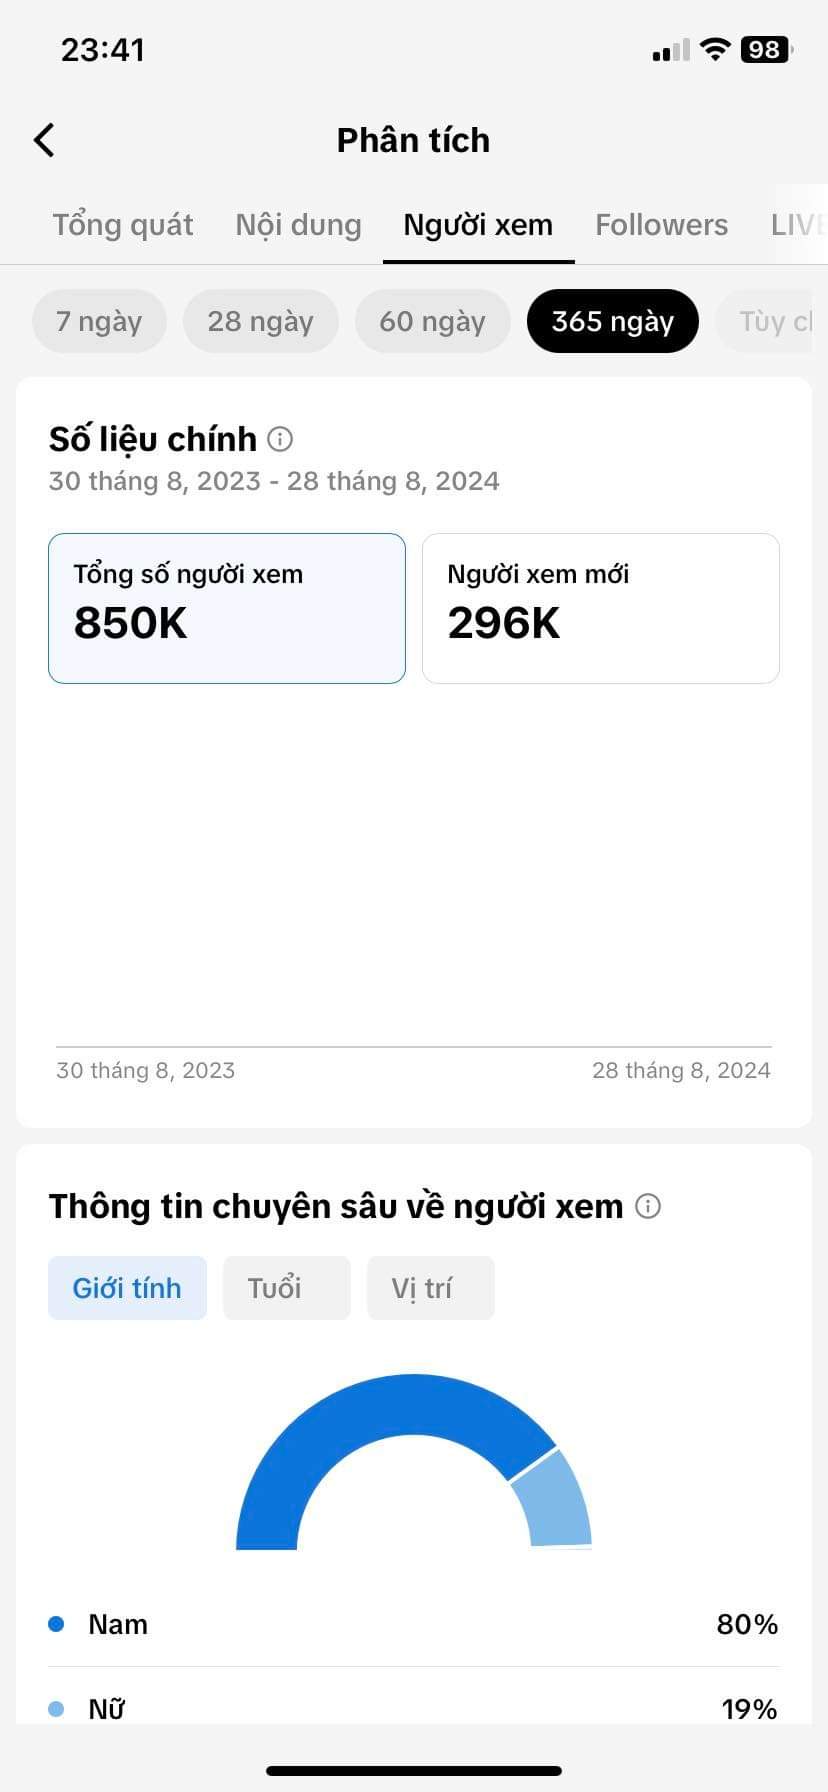 23:41
98
Phân tích
Tổng quát Nội dung Người xem Followers LIVE
7 ngày 28 ngày 60 ngày 365 ngày Tùy
Số liệu chính
30 tháng 8, 2023 - 28 tháng 8, 2024
Tổng số người xem Người xem mới
850K 296K
30 tháng 8, 2023 28 tháng 8, 2024
Thông tin chuyên sâu về người xem
Giới tính Tuổi Vị trí
Nam 80%
Nữ 19%